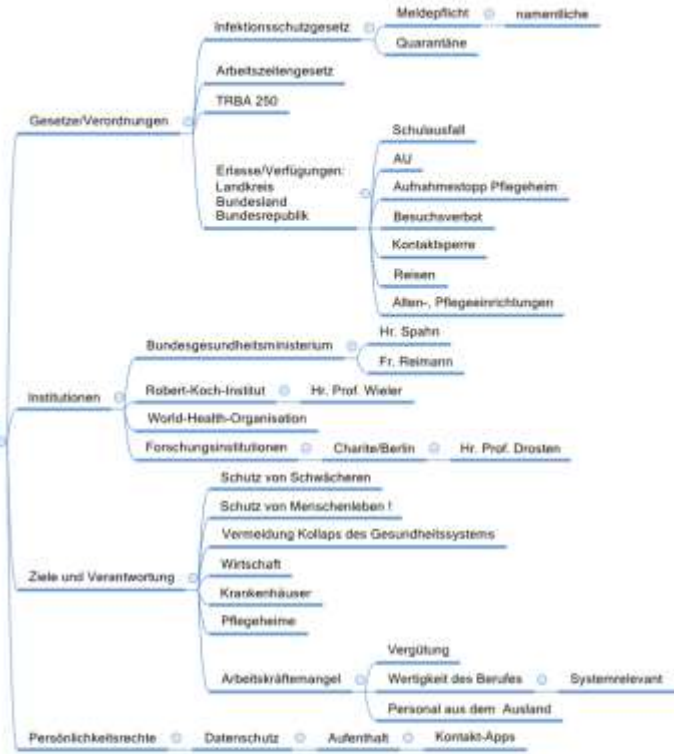 Gesetze/Verordnungen
Infektionsschutzgesetz
Meldepflicht
namentliche
Quarantäne
Arbeitszeitengesetz
TRBA 250
Erlasse/Verfügungen:
Landkreis
Bundesland
Bundesrepublik
Schulausfall
AU
Aufnahmestopp Pflegeheim
Besuchsverbot
Kontaktsperre
Reisen
Alten-, Pflegeeinrichtungen
Institutionen
Bundesgesundheitsministerium
Hr. Spahn
Fr. Reimann
Robert-Koch-Institut
Hr. Prof. Wieler
World-Health-Organisation
Forschungsinstitutionen
Charite/Berlin
Hr. Prof. Drosten
Ziele und Verantwortung
Schutz von Schwächeren
Schutz von Menschenleben !
Vermeidung Kollaps des Gesundheitssystems
Wirtschaft
Krankenhäuser
Pflegeheime
Arbeitskräftemangel
Vergütung
Wertigkeit des Berufes
Systemrelevant
Personal aus dem Ausland
Persönlichkeitsrechte
Datenschutz
Aufenthalt
Kontakt-Apps